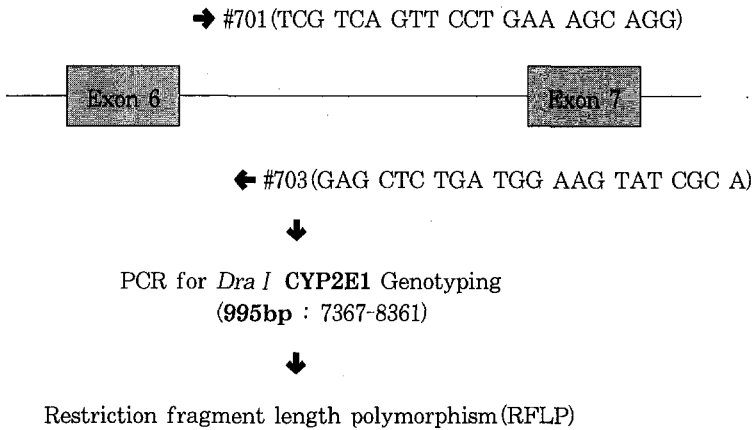 ➔ #701(TCG TCA GTT CCT GAA AGC AGG)
Exon 6
Exon 7
🡰 #703(GAG CTC TGA TGG AAG TAT CGC A)
PCR for Dra I CYP2E1 Genotyping
(995bp : 7367-8361)
Restriction fragment length polymorphism(RFLP)